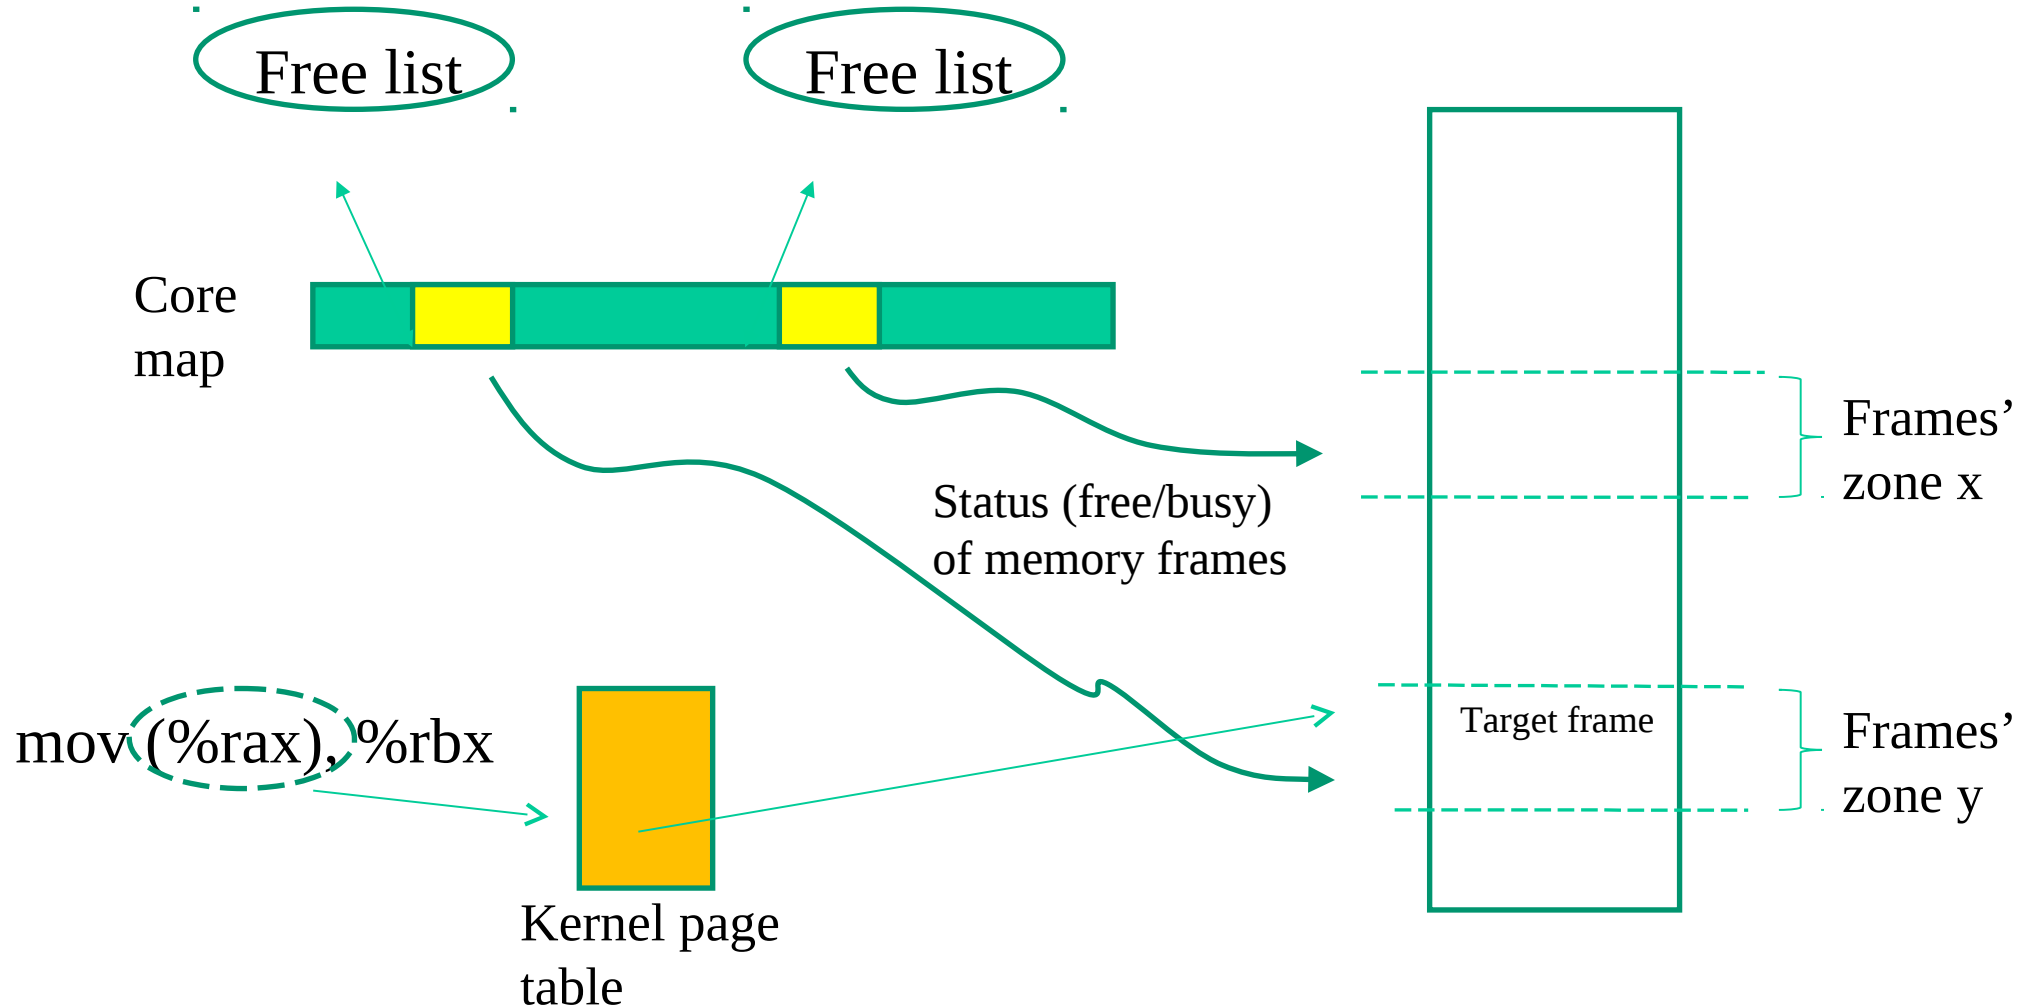 Free list
Free list
Core
map
Frames’
zone x
Status (free/busy)
of memory frames
Target frame
mov (%rax), %rbx
Frames’
zone y
Kernel page
table